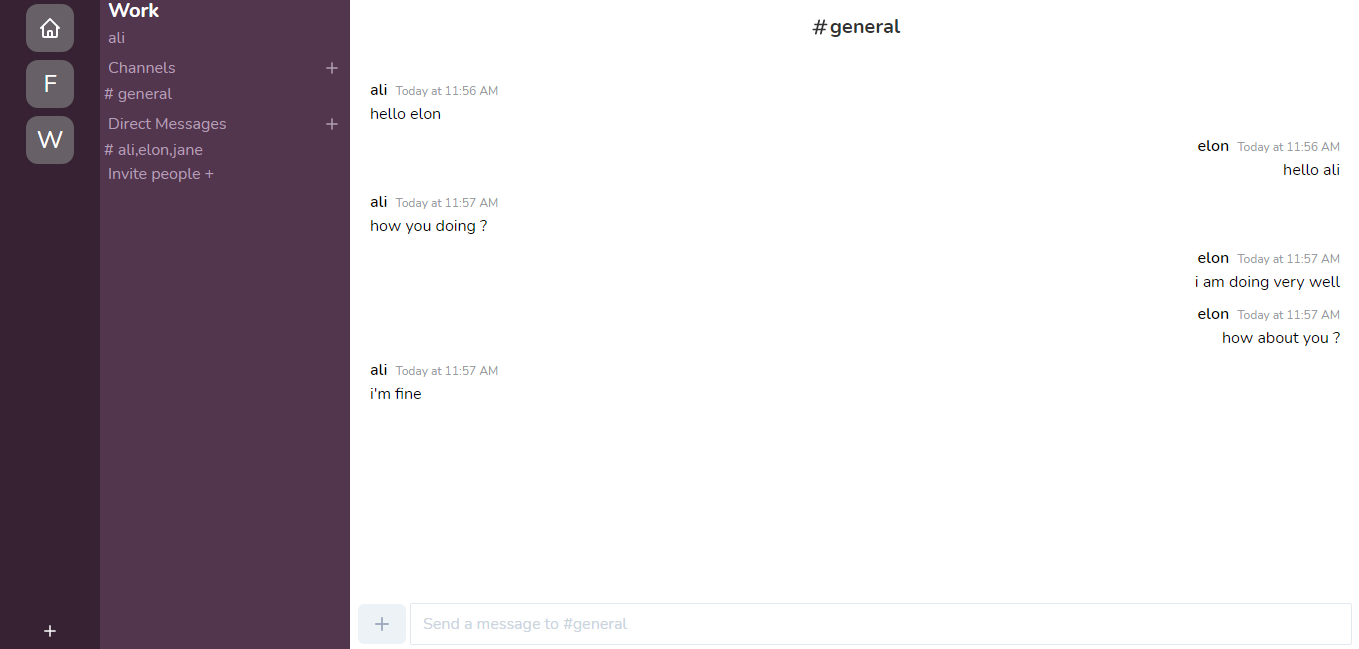 F
W
+
Work
ali
Channels +
# general
Direct Messages +
# ali,elon,jane
Invite people +
#general
ali Today at 11:56 AM
hello elon
elon Today at 11:56 AM
hello ali
ali Today at 11:57 AM
how you doing ?
elon Today at 11:57 AM
i am doing very well
elon Today at 11:57 AM
how about you ?
ali Today at 11:57 AM
i'm fine
+ Send a message to #general